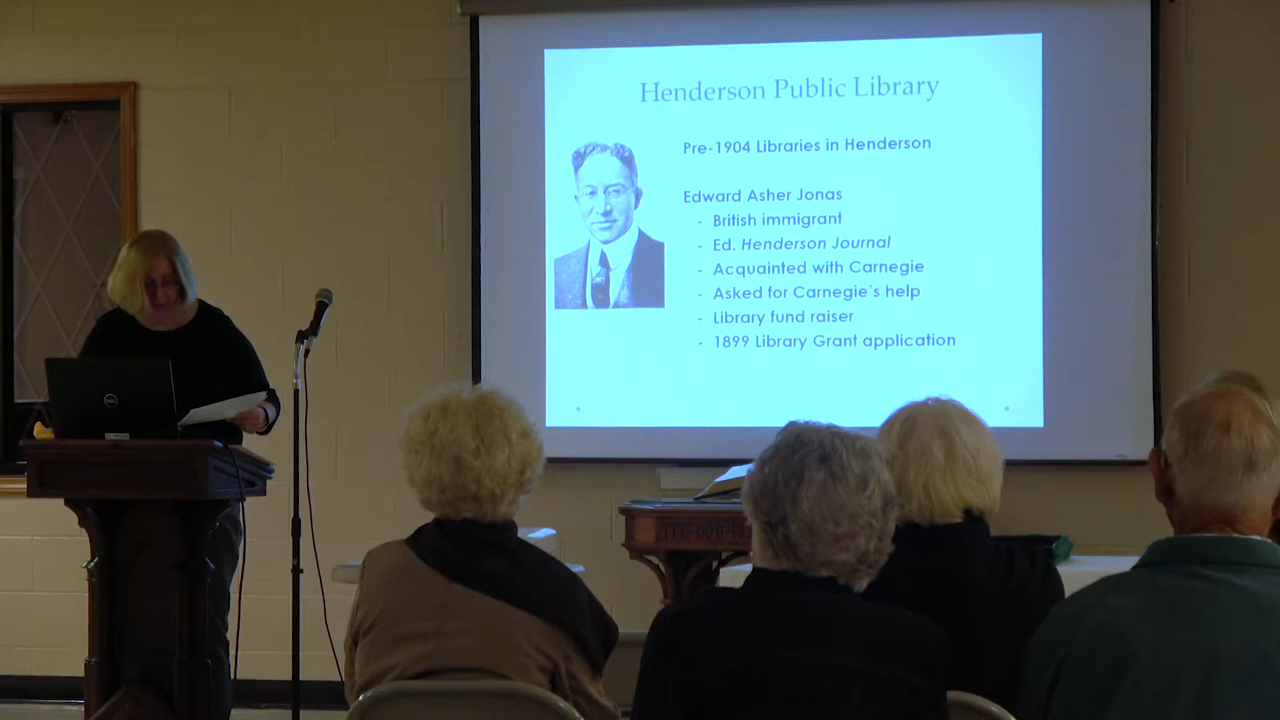 Henderson Public Library
Pre-1904 Libraries in Henderson
Edward Asher Jonas
- British immigrant
- Ed. Henderson Journal
- Acquainted with Carnegie
- Asked for Carnegie's help
- Library fund raiser
- 1899 Library Grant application
DELL